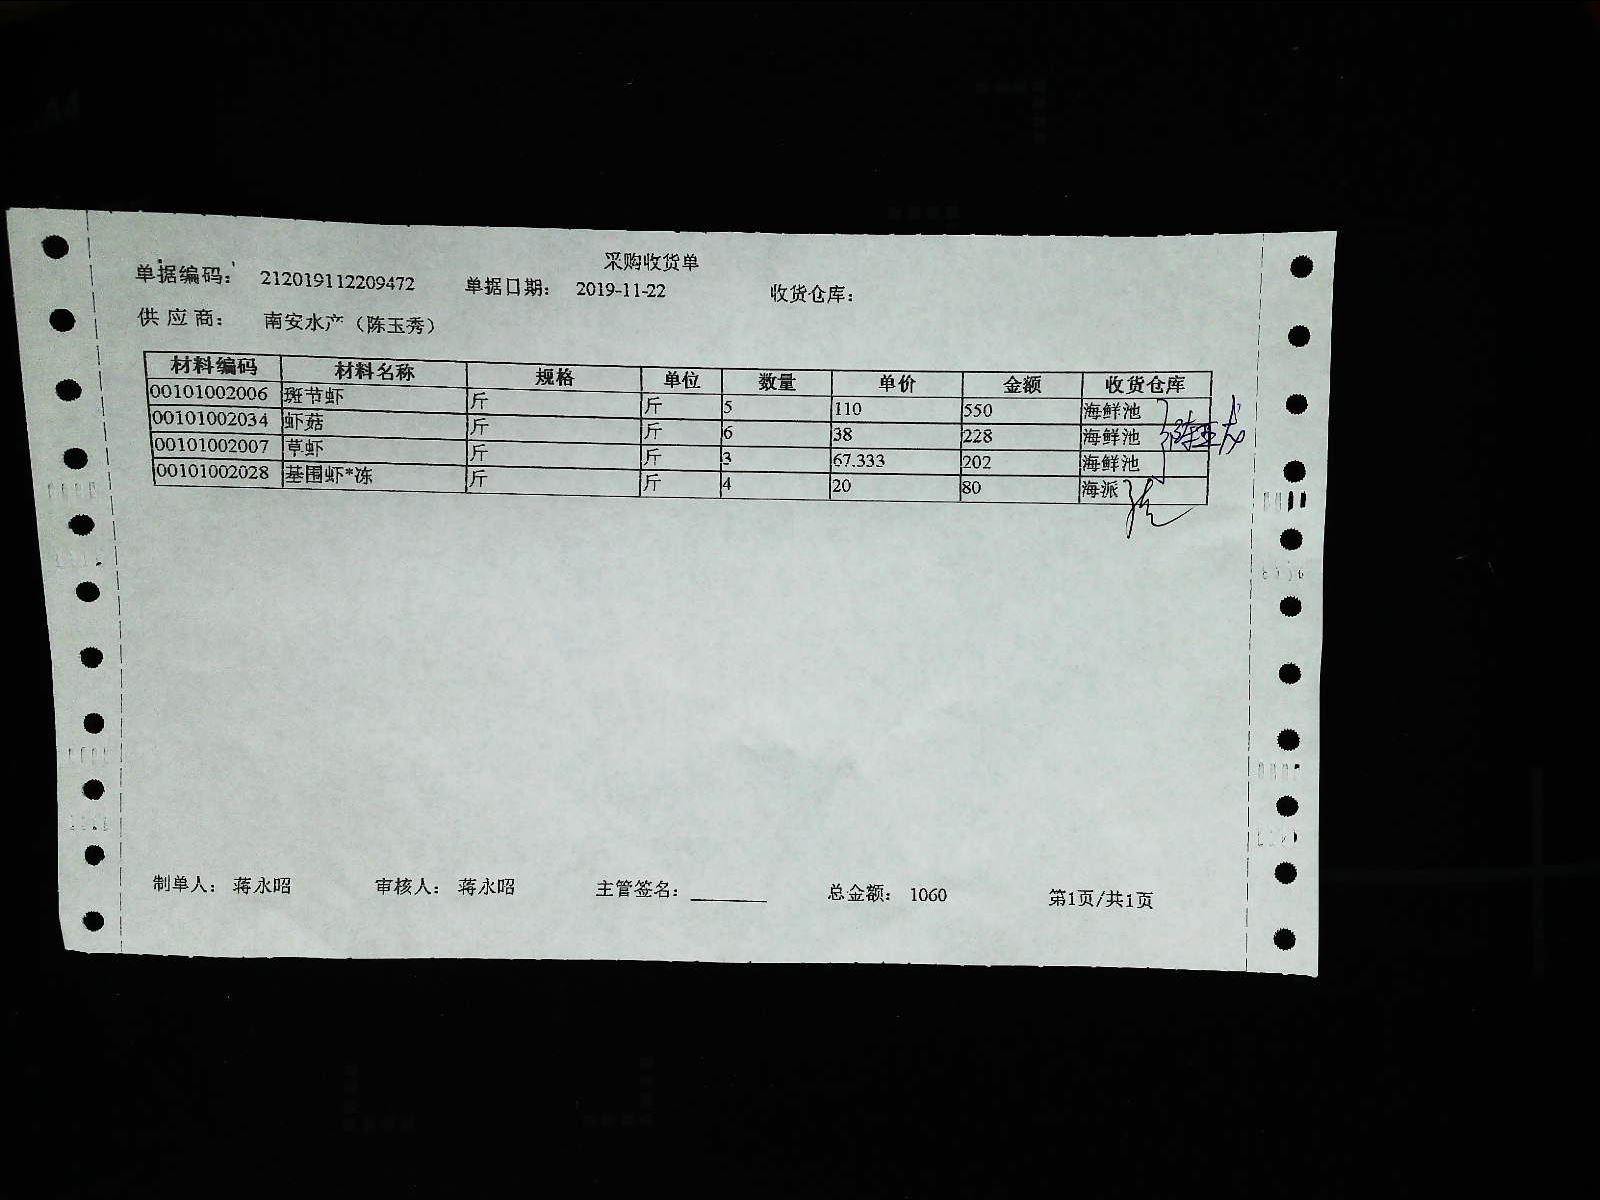 采购收货单
单据编码： 212019112209472 单据日期： 2019-11-22 收货仓库：
供 应 商： 南安水产（陈玉秀）
材料编码 材料名称 规格 单位 数量 单价 金额 收货仓库
00101002006 斑节虾 斤 斤 5 110 550 海鲜池
00101002034 虾菇 斤 斤 6 38 228 海鲜池
00101002007 草虾 斤 斤 3 67.333 202 海鲜池
00101002028 基围虾*冻 斤 斤 4 20 80 海派
制单人： 蒋永昭 审核人： 蒋永昭 主管签名： 总金额： 1060 第1页/共1页